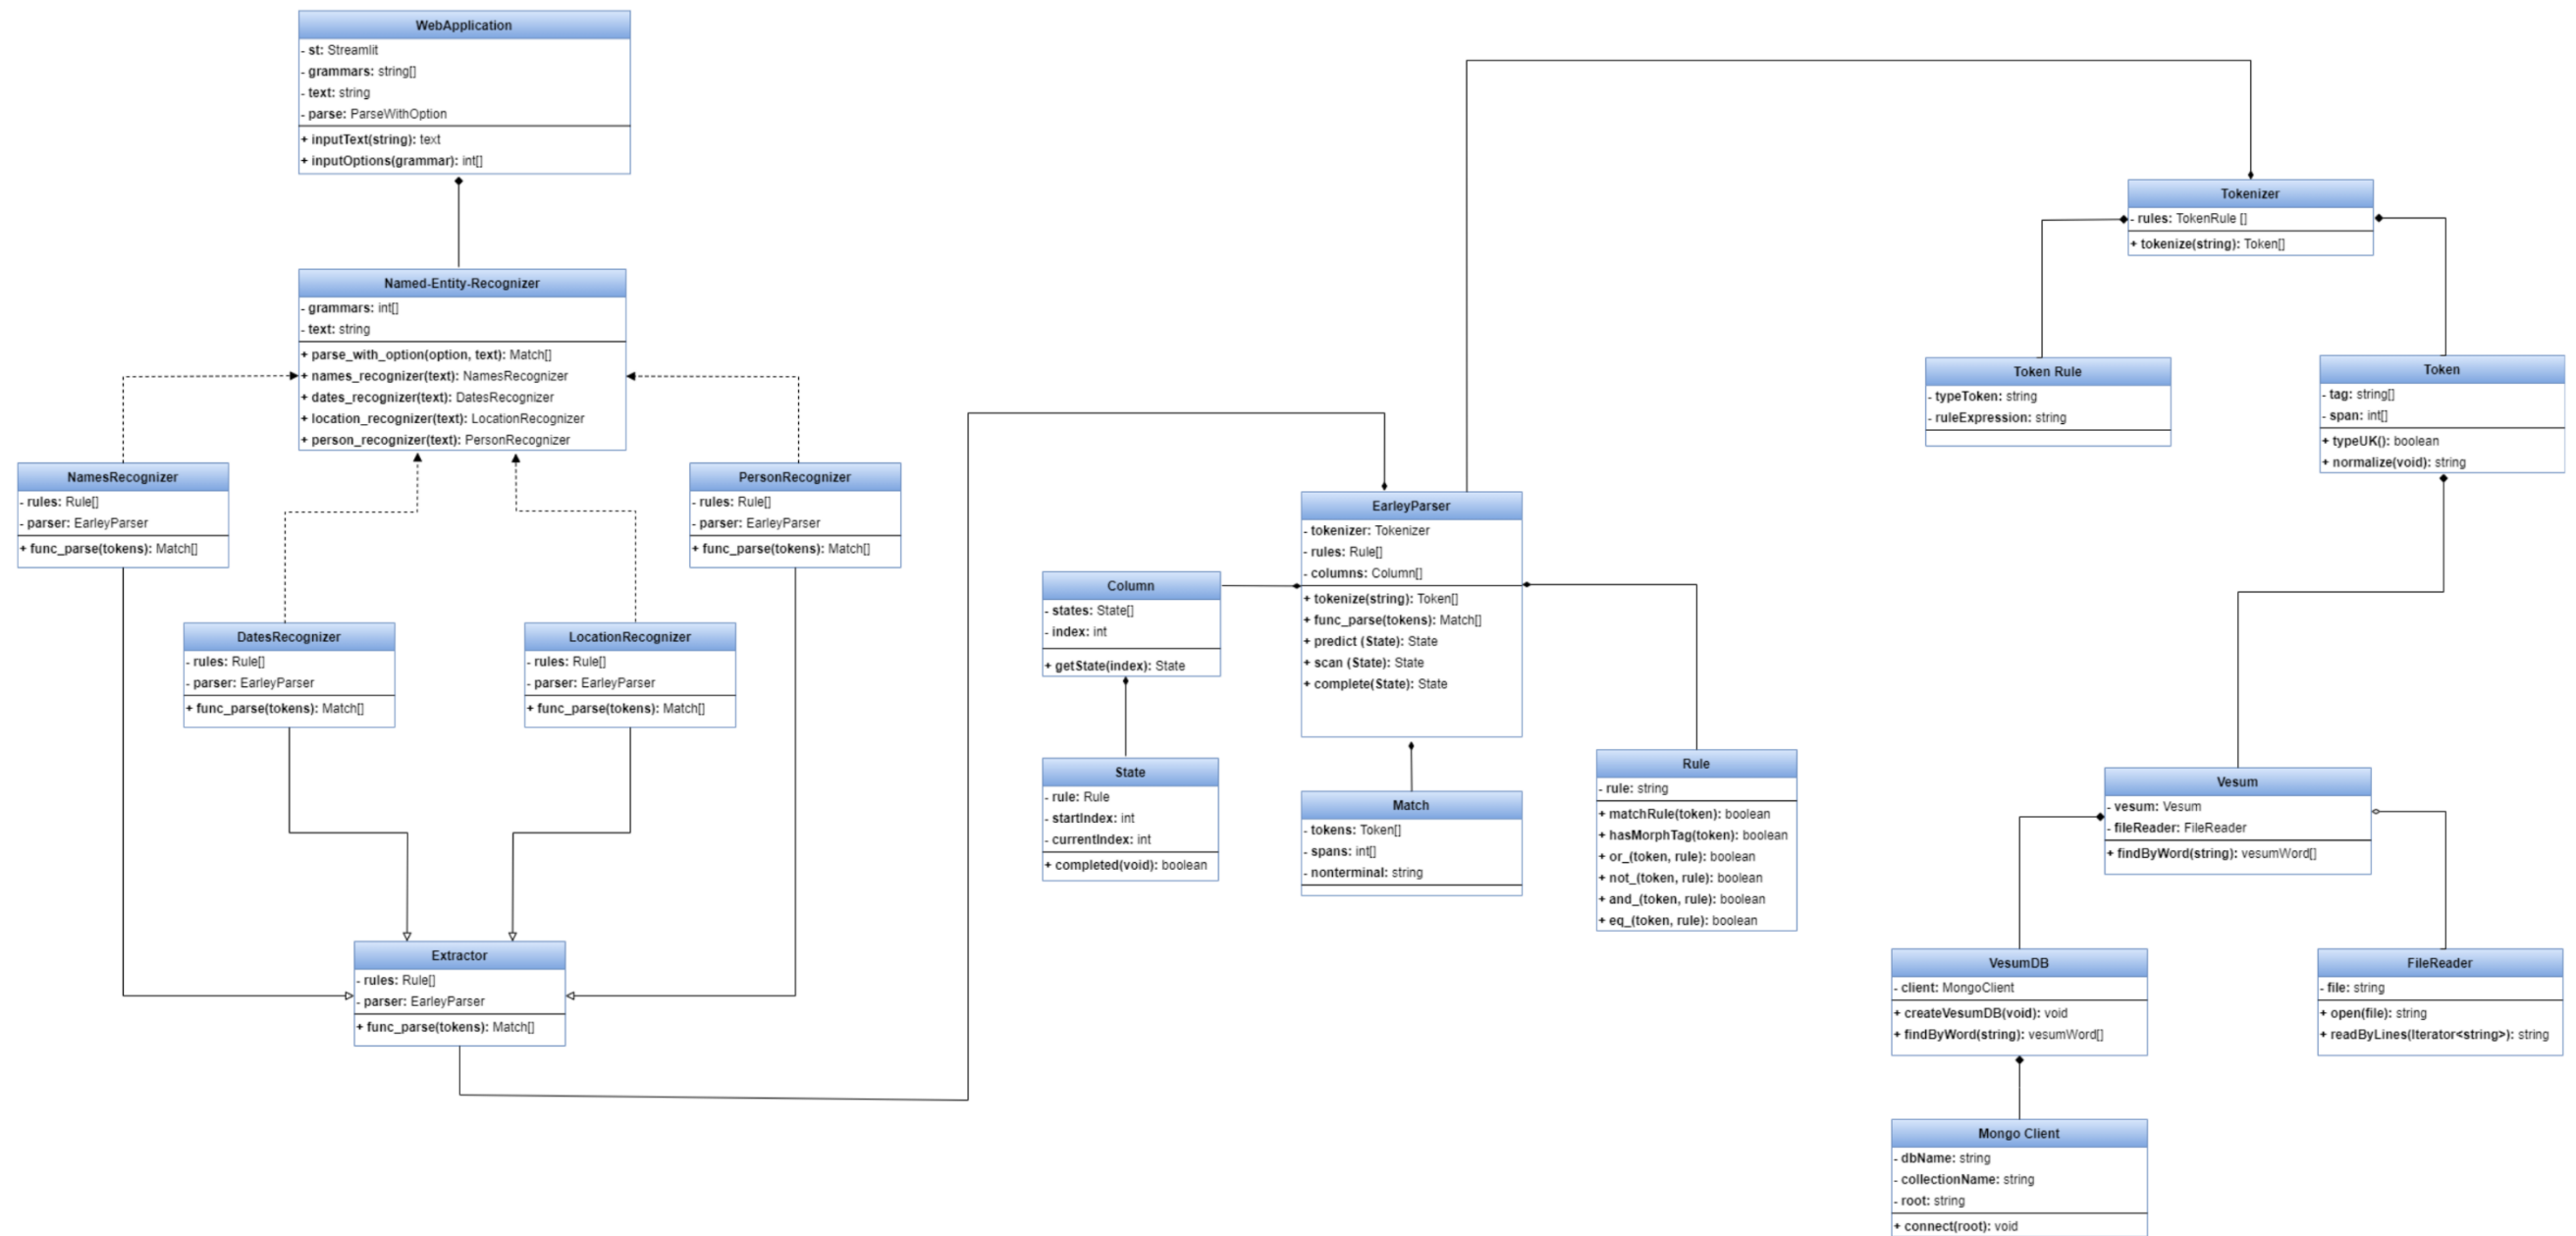 WebApplication
- st: Streamlit
- grammars: string[]
- text: string
- parse: ParseWithOption
+ inputText(string): text
+ inputOptions(grammar): int[]
Named-Entity-Recognizer
- grammars: int[]
- text: string
+ parse_with_option(option, text): Match[]
+ names_recognizer(text): NamesRecognizer
+ dates_recognizer(text): DatesRecognizer
+ location_recognizer(text): LocationRecognizer
+ person_recognizer(text): PersonRecognizer
NamesRecognizer
- rules: Rule[]
- parser: EarleyParser
+ func_parse(tokens): Match[]
PersonRecognizer
- rules: Rule[]
- parser: EarleyParser
+ func_parse(tokens): Match[]
DatesRecognizer
- rules: Rule[]
- parser: EarleyParser
+ func_parse(tokens): Match[]
LocationRecognizer
- rules: Rule[]
- parser: EarleyParser
+ func_parse(tokens): Match[]
Extractor
- rules: Rule[]
- parser: EarleyParser
+ func_parse(tokens): Match[]
EarleyParser
- tokenizer: Tokenizer
- rules: Rule[]
- columns: Column[]
+ tokenize(string): Token[]
+ func_parse(tokens): Match[]
+ predict (State): State
+ scan (State): State
+ complete(State): State
Column
- states: State[]
- index: int
+ getState(index): State
State
- rule: Rule
- startIndex: int
- currentIndex: int
+ completed(void): boolean
Match
- tokens: Token[]
- spans: int[]
- nonterminal: string
Rule
- rule: string
+ matchRule(token): boolean
+ hasMorphTag(token): boolean
+ or_(token, rule): boolean
+ not_(token, rule): boolean
+ and_(token, rule): boolean
+ eq_(token, rule): boolean
Tokenizer
- rules: TokenRule []
+ tokenize(string): Token[]
Token Rule
- typeToken: string
- ruleExpression: string
Token
- tag: string[]
- span: int[]
+ typeUK(): boolean
+ normalize(void): string
Vesum
- vesum: Vesum
- fileReader: FileReader
+ findByWord(string): vesumWord[]
VesumDB
- client: MongoClient
+ createVesumDB(void): void
+ findByWord(string): vesumWord[]
FileReader
- file: string
+ open(file): string
+ readByLines(Iterator<string>): string
Mongo Client
- dbName: string
- collectionName: string
- root: string
+ connect(root): void